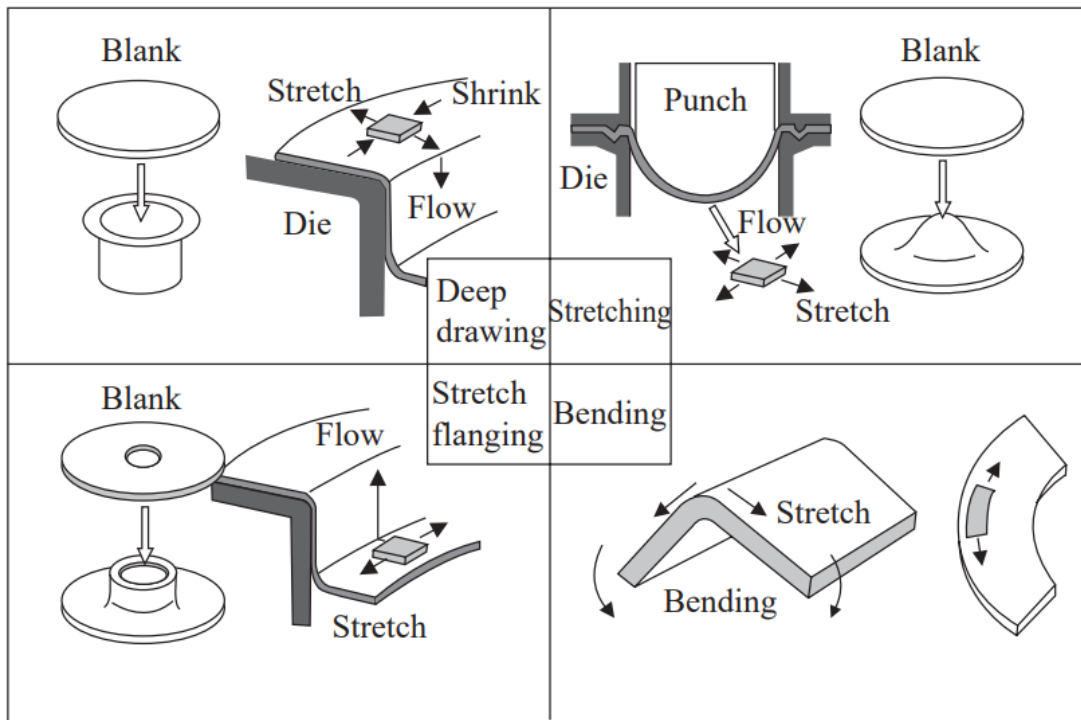 Blank
Stretch
Shrink
Flow
Die
Deep
drawing
Punch
Blank
Die
Flow
Stretch
Stretching
Blank
Flow
Stretch
flanging
Stretch
Bending
Stretch
Bending